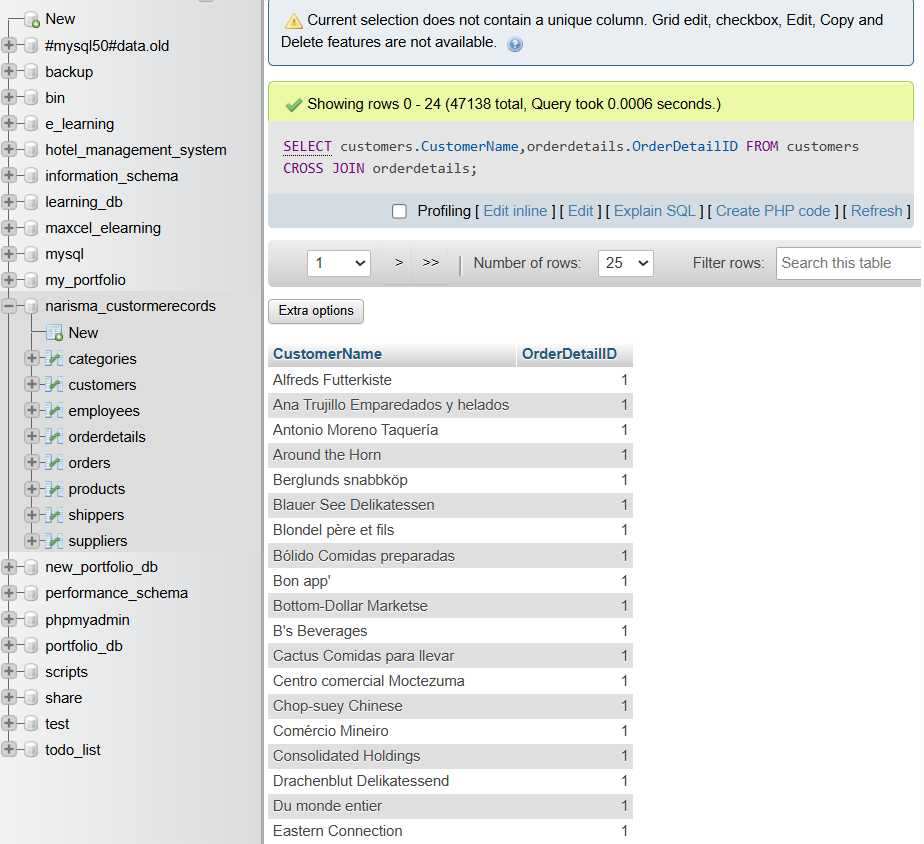 New
#mysql50#data.old
backup
bin
e_learning
hotel_management_system
information_schema
learning_db
maxcel_elearning
mysql
my_portfolio
narisma_custormerecords
New
categories
customers
employees
orderdetails
orders
products
shippers
suppliers
new_portfolio_db
performance_schema
phpmyadmin
portfolio_db
scripts
share
test
todo_list
Current selection does not contain a unique column. Grid edit, checkbox, Edit, Copy and
Delete features are not available.
Showing rows 0 - 24 (47138 total, Query took 0.0006 seconds.)
SELECT customers.CustomerName,orderdetails.OrderDetailID FROM customers
CROSS JOIN orderdetails;
Profiling [ Edit inline ] [ Edit ] [ Explain SQL ] [ Create PHP code ] [ Refresh ]
1 > >> | Number of rows: 25 Filter rows: Search this table
Extra options
CustomerName OrderDetailID
Alfreds Futterkiste 1
Ana Trujillo Emparedados y helados 1
Antonio Moreno Taquería 1
Around the Horn 1
Berglunds snabbköp 1
Blauer See Delikatessen 1
Blondel père et fils 1
Bólido Comidas preparadas 1
Bon app' 1
Bottom-Dollar Marketse 1
B's Beverages 1
Cactus Comidas para llevar 1
Centro comercial Moctezuma 1
Chop-suey Chinese 1
Comércio Mineiro 1
Consolidated Holdings 1
Drachenblut Delikatessend 1
Du monde entier 1
Eastern Connection 1